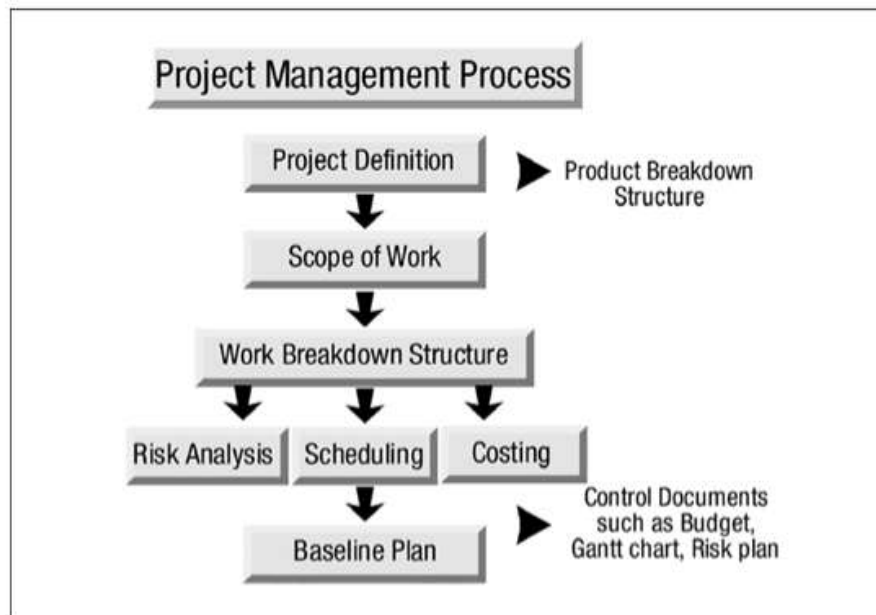 Project Management Process
Project Definition
Product Breakdown
Structure
Scope of Work
Work Breakdown Structure
Risk Analysis
Scheduling
Costing
Control Documents
such as Budget,
Gantt chart, Risk plan
Baseline Plan